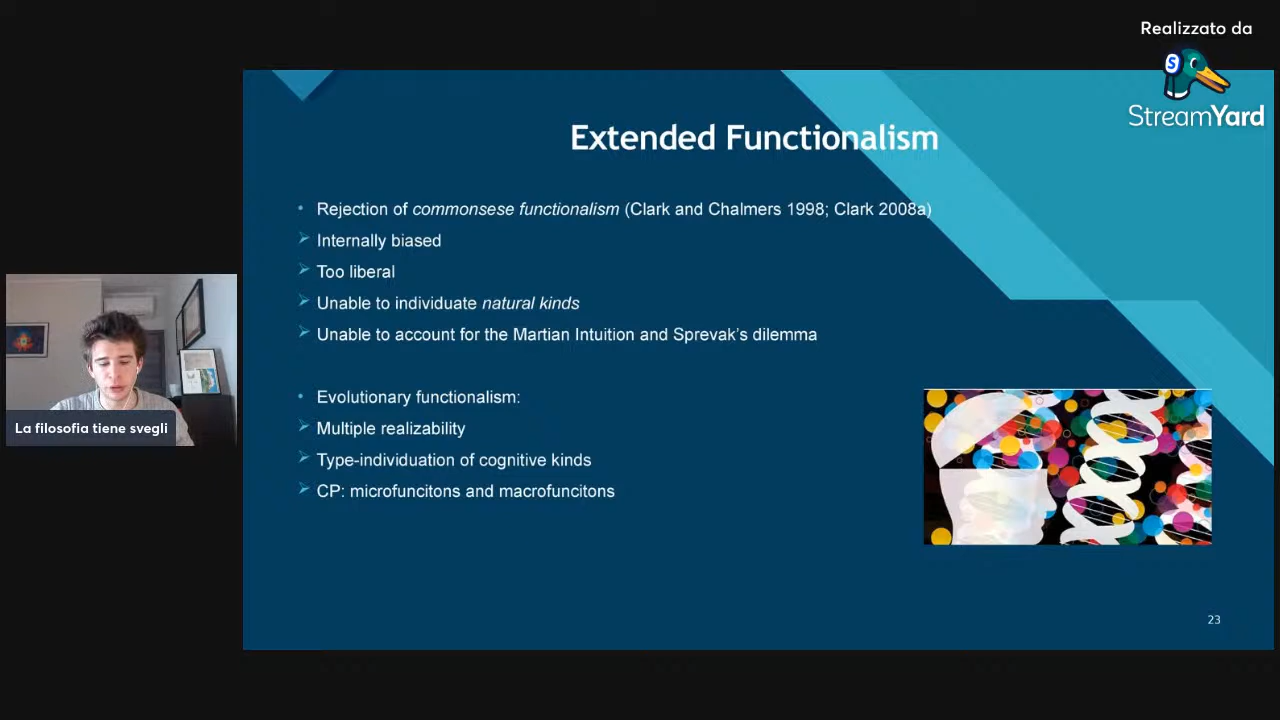 Realizzato da
StreamYard
Extended Functionalism
• Rejection of commonsese functionalism (Clark and Chalmers 1998; Clark 2008a)
➢ Internally biased
➢ Too liberal
➢ Unable to individuate natural kinds
➢ Unable to account for the Martian Intuition and Sprevak's dilemma
• Evolutionary functionalism:
➢ Multiple realizability
➢ Type-individuation of cognitive kinds
➢ CP: microfuncitons and macrofuncitons
La filosofia tiene svegli
23